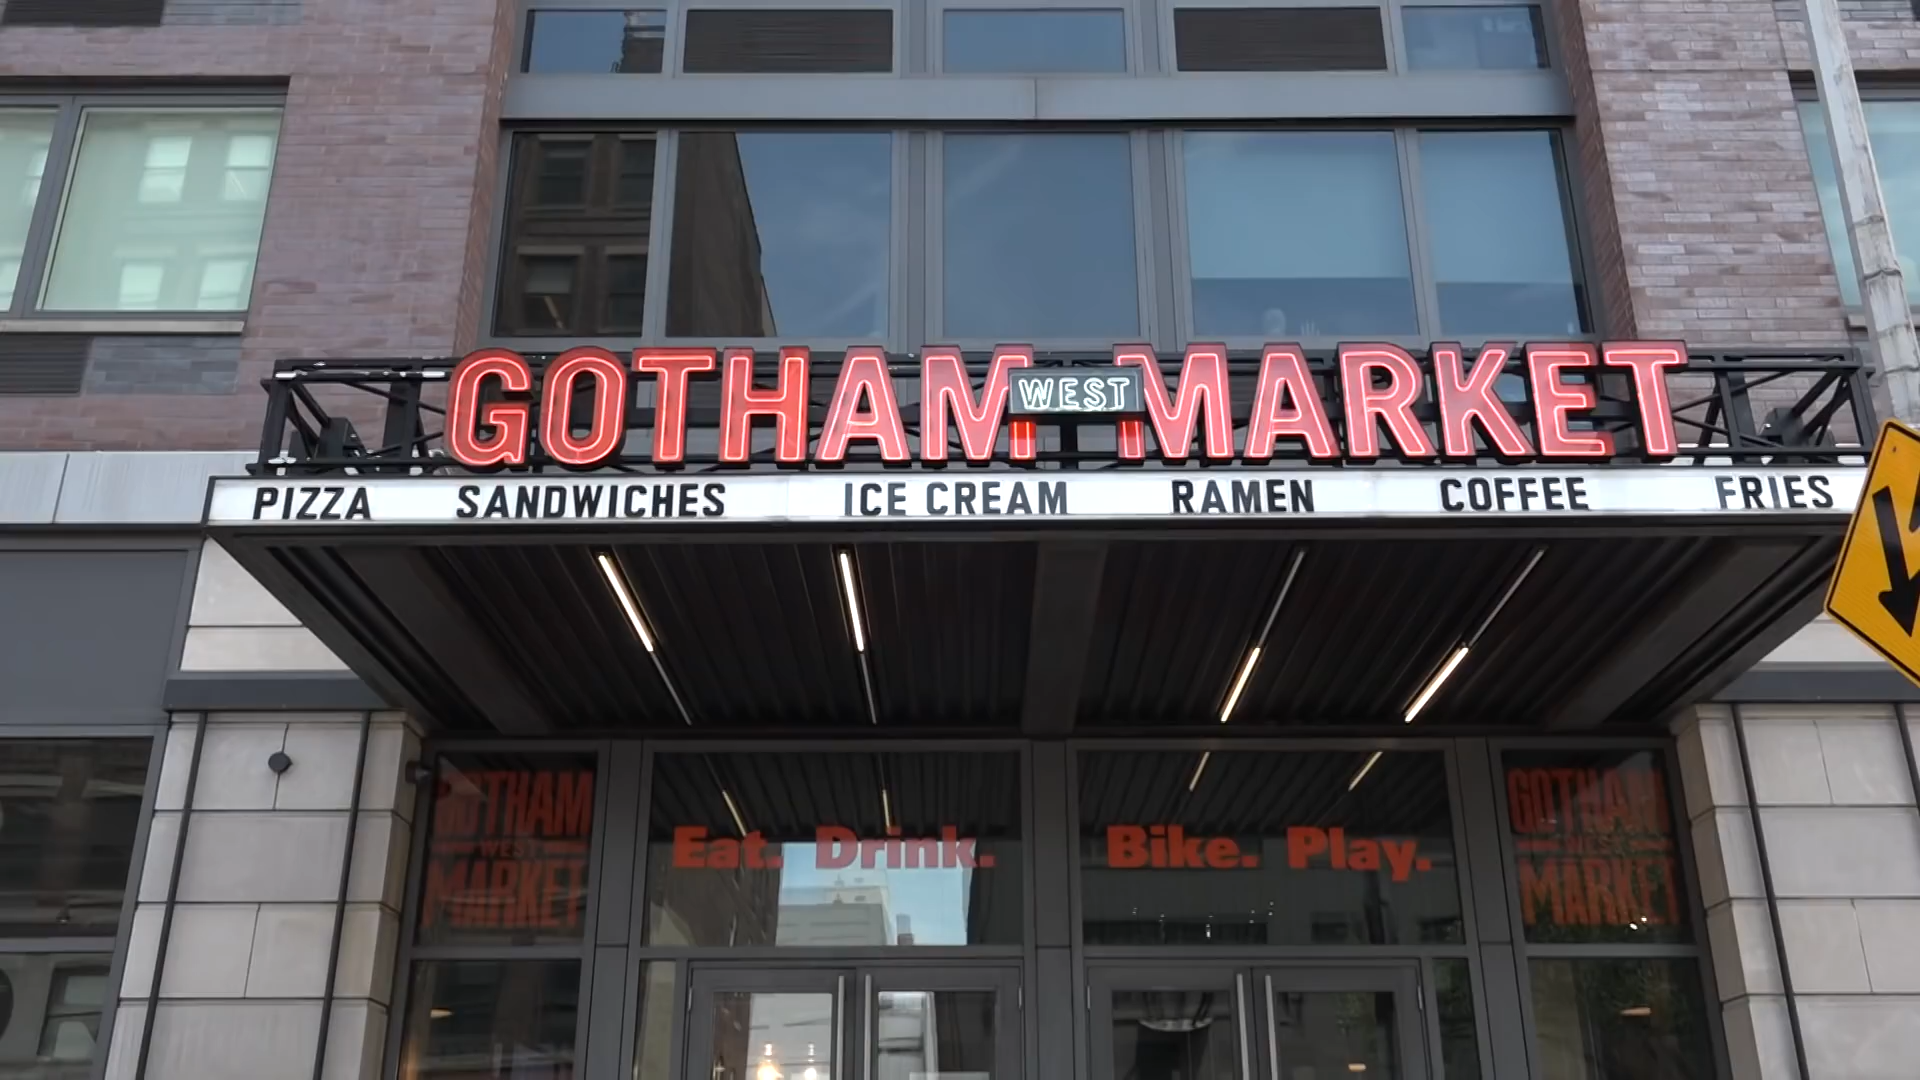 GOTHAM WEST MARKET
PIZZA SANDWICHES ICE CREAM RAMEN COFFEE FRIES
GOTHAM
WEST
MARKET
Eat. Drink.
Bike. Play.
GOTHAM
WEST
MARKET